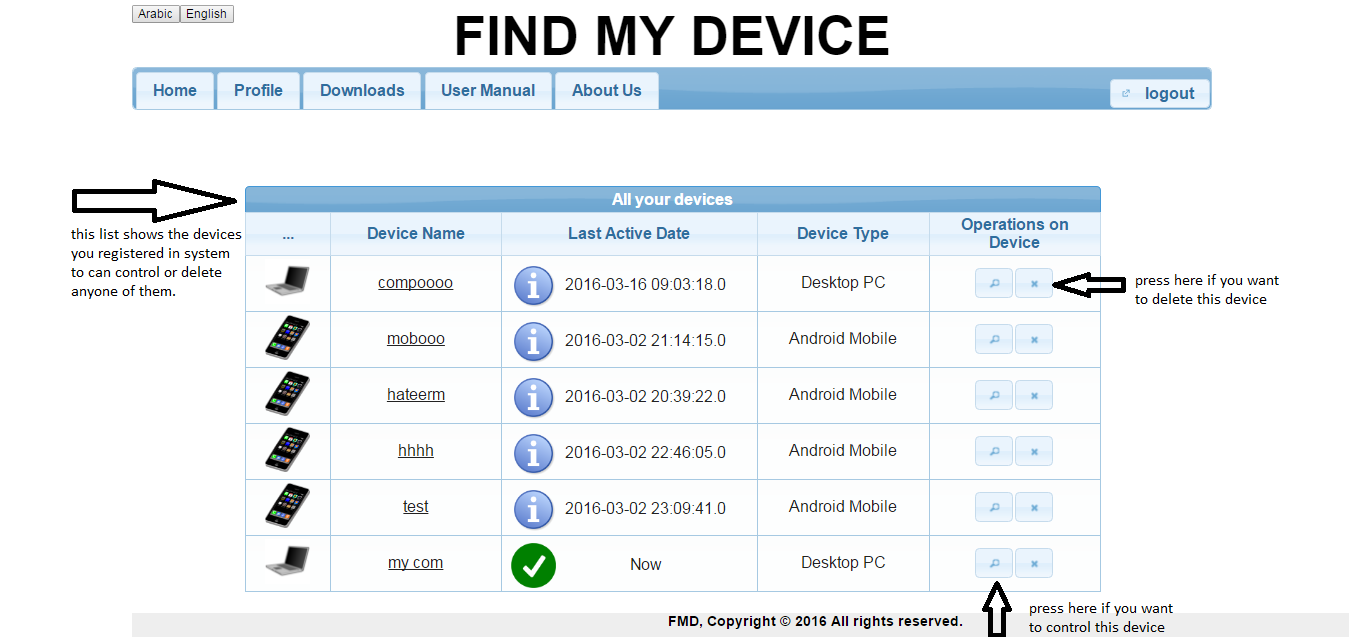 Arabic English
FIND MY DEVICE
Home Profile Downloads User Manual About Us logout
All your devices
... Device Name Last Active Date Device Type Operations on
Device
this list shows the devices
you registered in system
to can control or delete
anyone of them.
compoooo 2016-03-16 09:03:18.0 Desktop PC
press here if you want
to delete this device
mobooo 2016-03-02 21:14:15.0 Android Mobile
hateerm 2016-03-02 20:39:22.0 Android Mobile
hhhh 2016-03-02 22:46:05.0 Android Mobile
test 2016-03-02 23:09:41.0 Android Mobile
my com Now Desktop PC
press here if you want
to control this device
FMD, Copyright © 2016 All rights reserved.